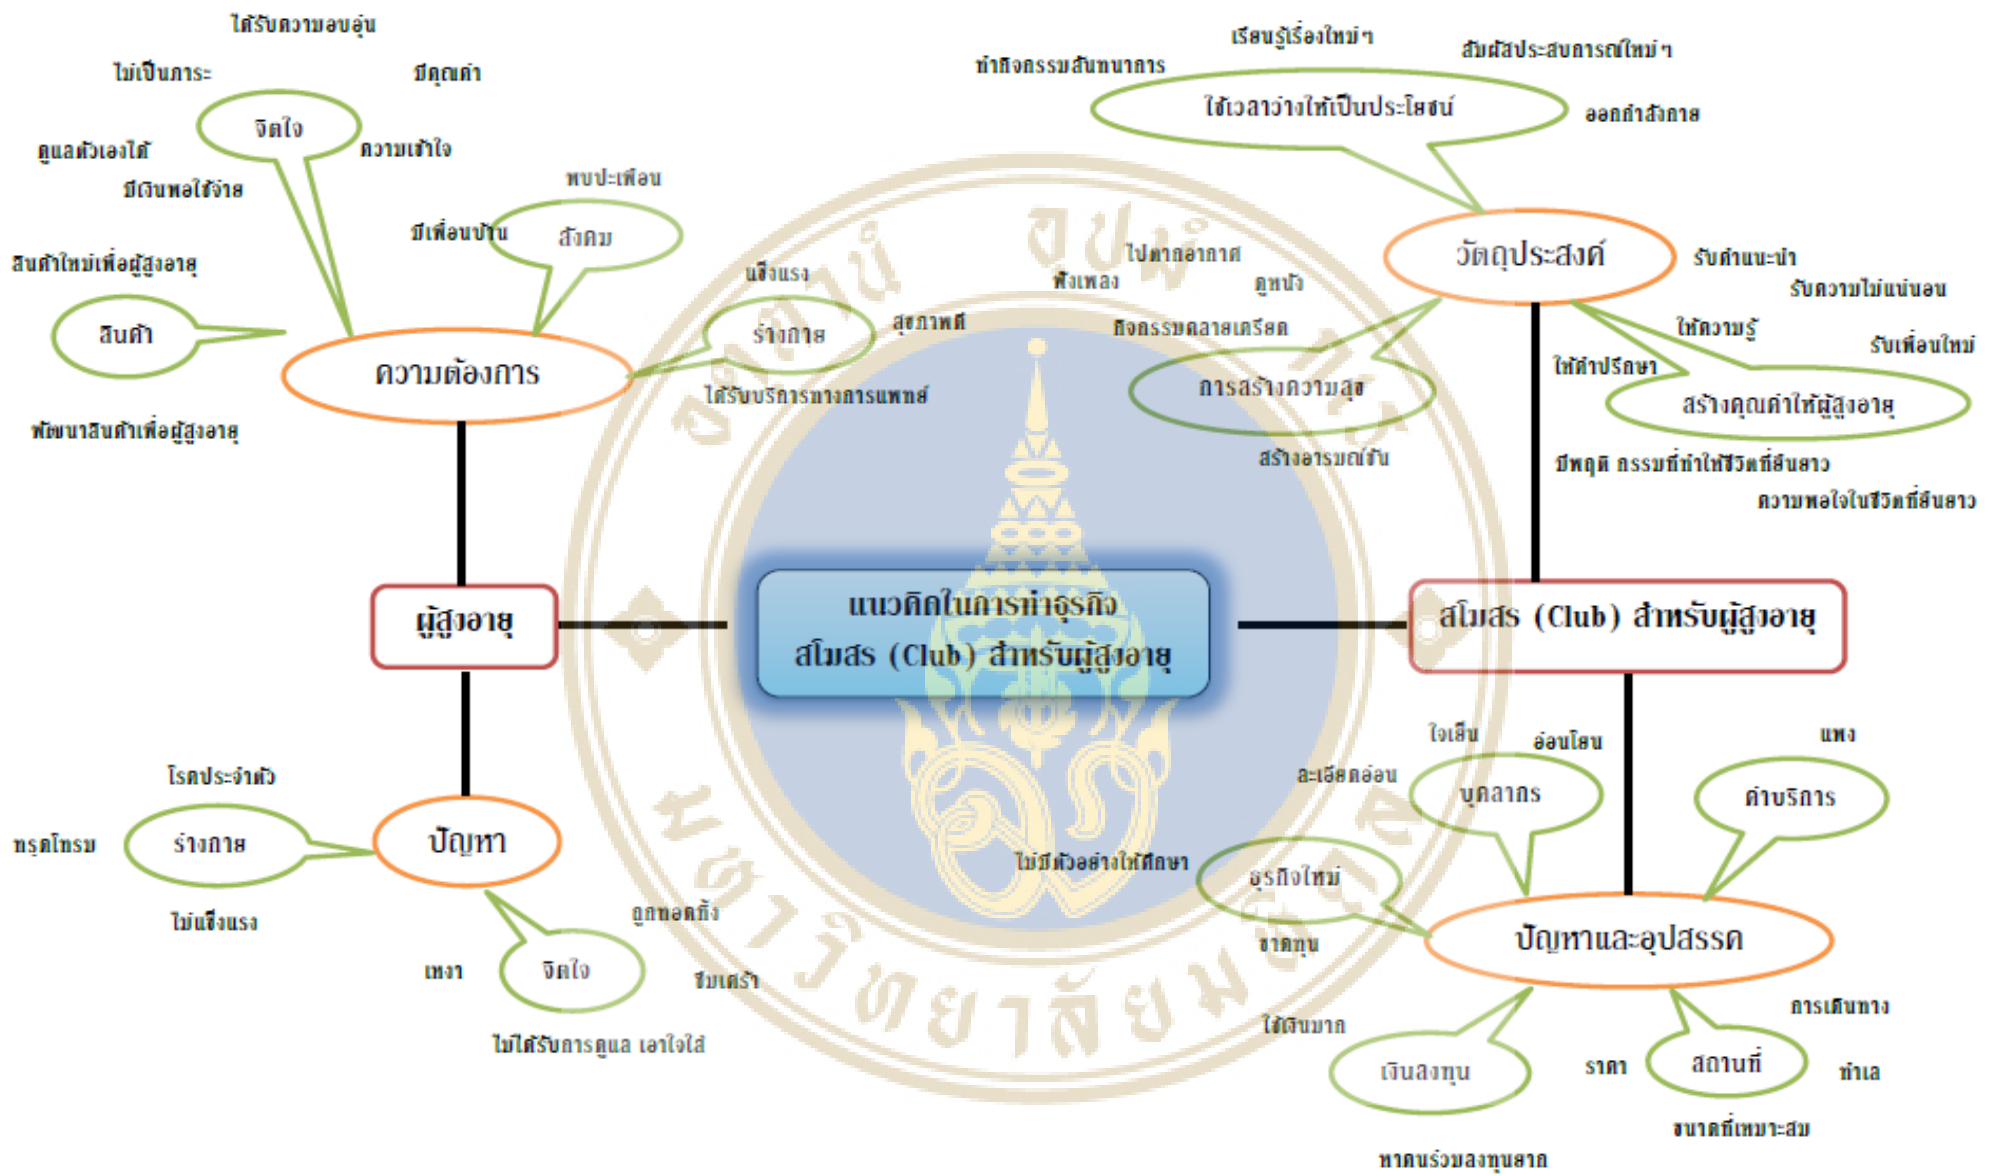 ได้รับความอบอุ่น
ไม่เป็นภาระ
มีคุณค่า
จิตใจ
ดูแลตัวเองได้
ความเข้าใจ
มีเงินพอใช้จ่าย
พบปะเพื่อน
มีเพื่อนบ้าน
สังคม
สินค้าใหม่เพื่อผู้สูงอายุ
สินค้า
แข็งแรง
ร่างกาย
สุขภาพดี
ความต้องการ
ได้รับบริการทางการแพทย์
พัฒนาสินค้าเพื่อผู้สูงอายุ
ผู้สูงอายุ
โรคประจำตัว
ทรุดโทรม
ร่างกาย
ปัญหา
ไม่แข็งแรง
ถูกทอดทิ้ง
เหงา
จิตใจ
ซึมเศร้า
ไม่ได้รับการดูแล เอาใจใส่
แนวคิดในการทำธุรกิจ
สโมสร (Club) สำหรับผู้สูงอายุ
เรียนรู้เรื่องใหม่ๆ
สัมผัสประสบการณ์ใหม่ๆ
ทำกิจกรรมสันทนาการ
ใช้เวลาว่างให้เป็นประโยชน์
ออกกำลังกาย
วัตถุประสงค์
ไปตากอากาศ
ฟังเพลง
ดูหนัง
กิจกรรมคลายเครียด
การสร้างความสุข
สร้างอารมณ์ขัน
รับคำแนะนำ
รับความไม่แน่นอน
ให้ความรู้
รับเพื่อนใหม่
ให้คำปรึกษา
สร้างคุณค่าให้ผู้สูงอายุ
มีพฤติ กรรมที่ทำให้ชีวิตที่ยืนยาว
ความพอใจในชีวิตที่ยืนยาว
สโมสร (Club) สำหรับผู้สูงอายุ
ใจเย็น
อ่อนโยน
แพง
ละเอียดอ่อน
บุคลากร
ค่าบริการ
ไม่มีตัวอย่างให้ศึกษา
ธุรกิจใหม่
ขาดทุน
ปัญหาและอุปสรรค
ใช้เงินมาก
เงินลงทุน
การเดินทาง
ราคา
สถานที่
ทำเล
ขนาดที่เหมาะสม
หาคนร่วมลงทุนยาก
มหาวิทยาลัยมหิดล